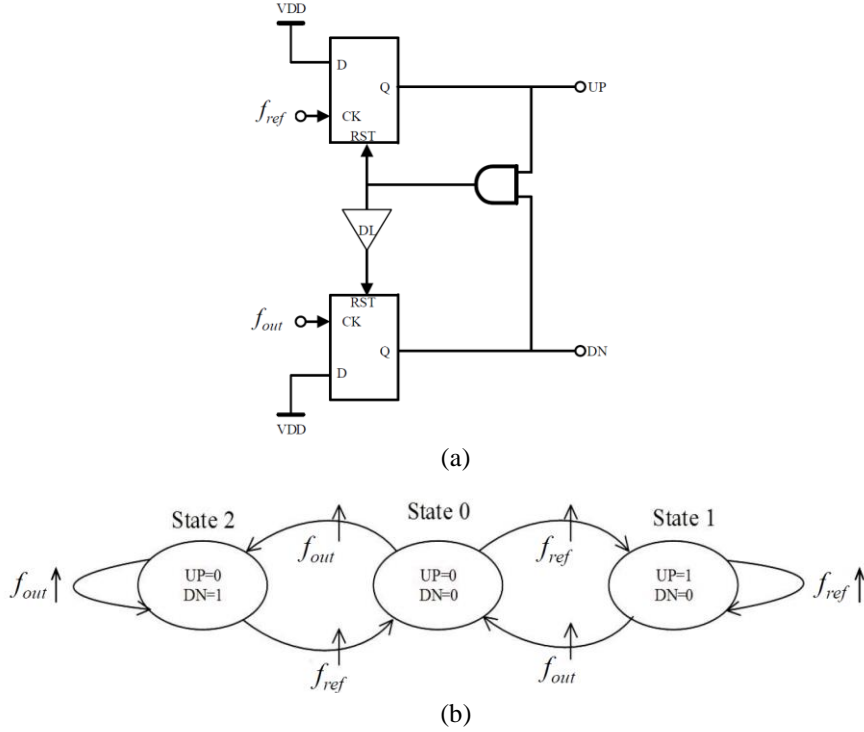 VDD
D
Q
UP
f_ref
CK
RST
DL
RST
f_out
CK
Q
DN
D
VDD
(a)
State 2
State 0
State 1
f_out
f_ref
f_out
UP=0
DN=1
UP=0
DN=0
UP=1
DN=0
f_ref
f_ref
f_out
(b)